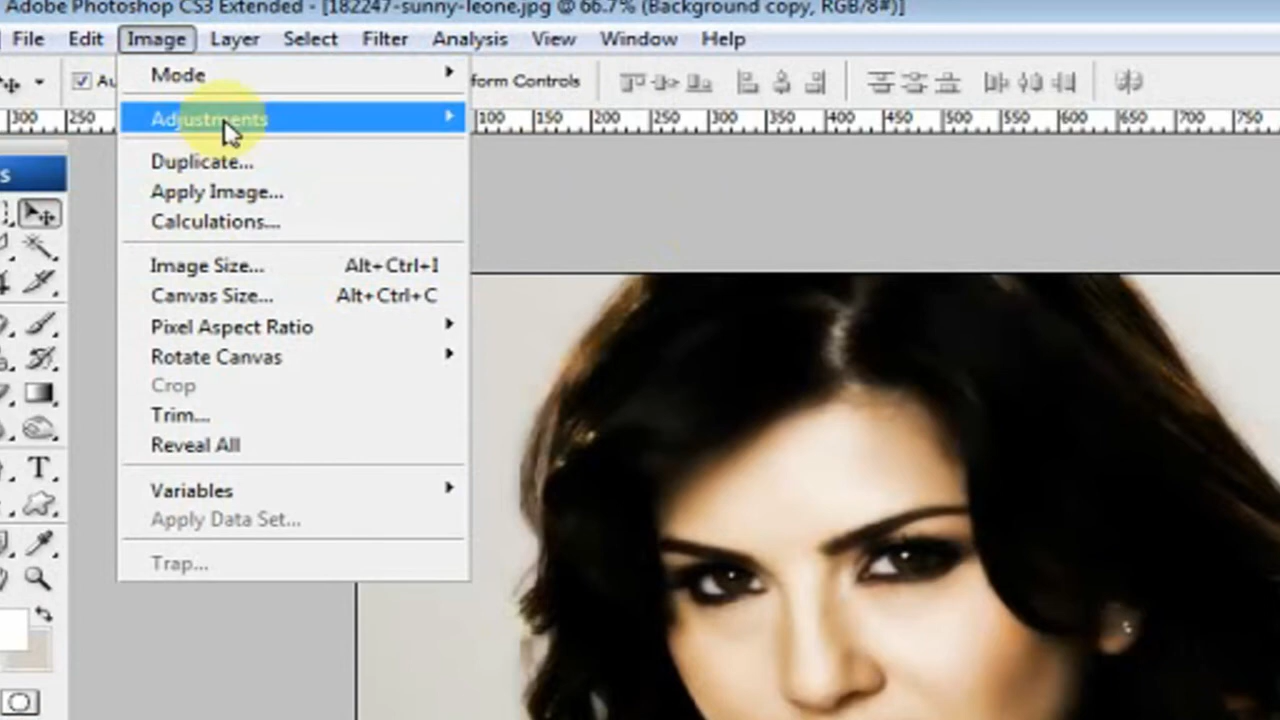 Adobe Photoshop CS3 Extended - [182247-sunny-leone.jpg @ 66.7% (Background copy, RGB/8#)]
File Edit Image Layer Select Filter Analysis View Window Help
Mode
form Controls
300 250 100 150 200 250 300 350 400 450 500 550 600 650 700 750
Adjustments
Duplicate...
Apply Image...
Calculations...
Image Size... Alt+Ctrl+I
Canvas Size... Alt+Ctrl+C
Pixel Aspect Ratio
Rotate Canvas
Crop
Trim...
Reveal All
Variables
Apply Data Set...
Trap...